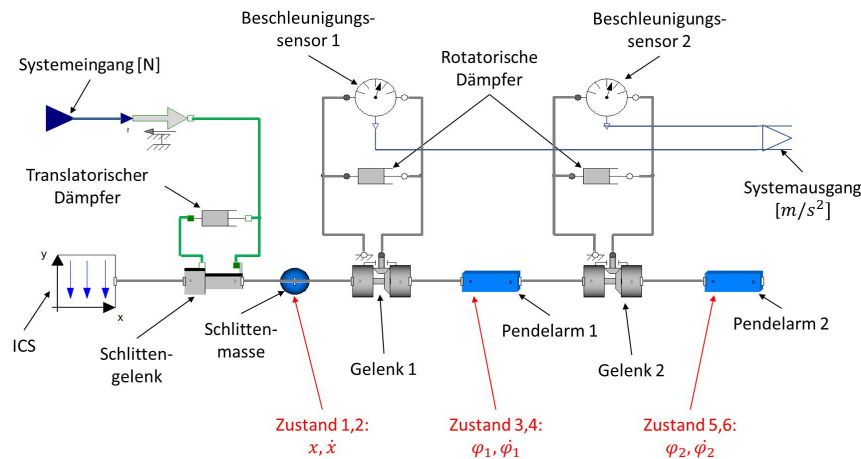 Beschleunigungs-
sensor 1
Beschleunigungs-
sensor 2
Systemeingang [N]
Rotatorische
Dämpfer
f
Translatorischer
Dämpfer
Systemausgang
[m/s²]
y
x
ICS
Schlitten-
gelenk
Schlitten-
masse
Gelenk 1
Pendelarm 1
Gelenk 2
Pendelarm 2
Zustand 1,2:
x, ẋ
Zustand 3,4:
φ₁, φ̇₁
Zustand 5,6:
φ₂, φ̇₂